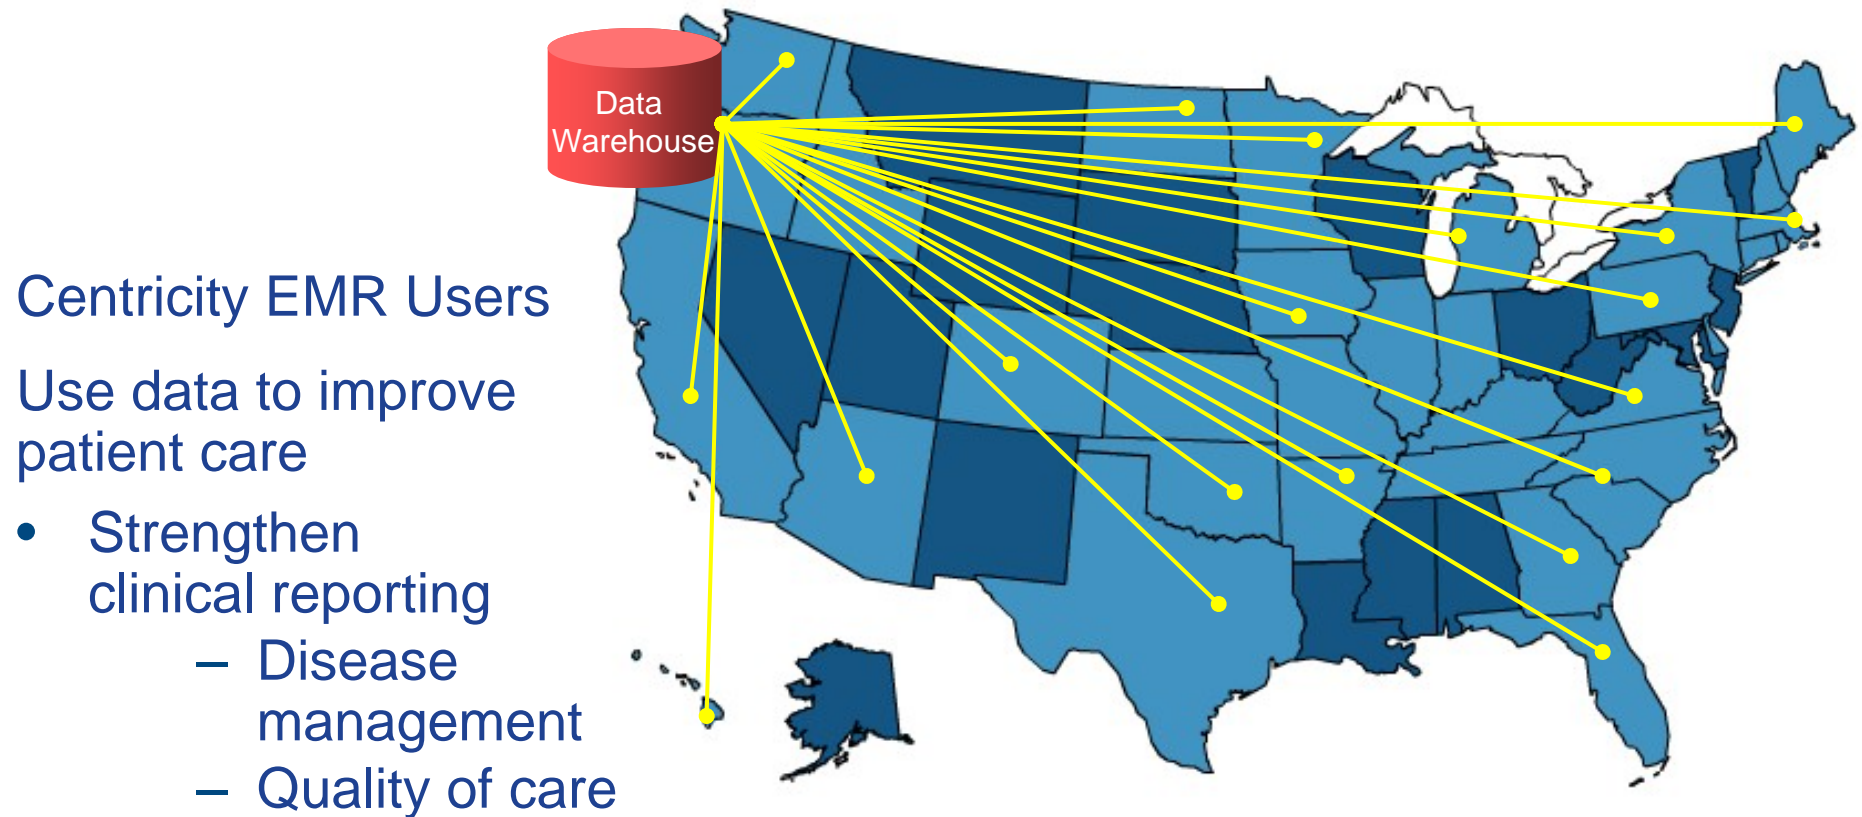 Data
Warehouse
Centricity EMR Users
Use data to improve
patient care
• Strengthen
clinical reporting
– Disease
management
– Quality of care